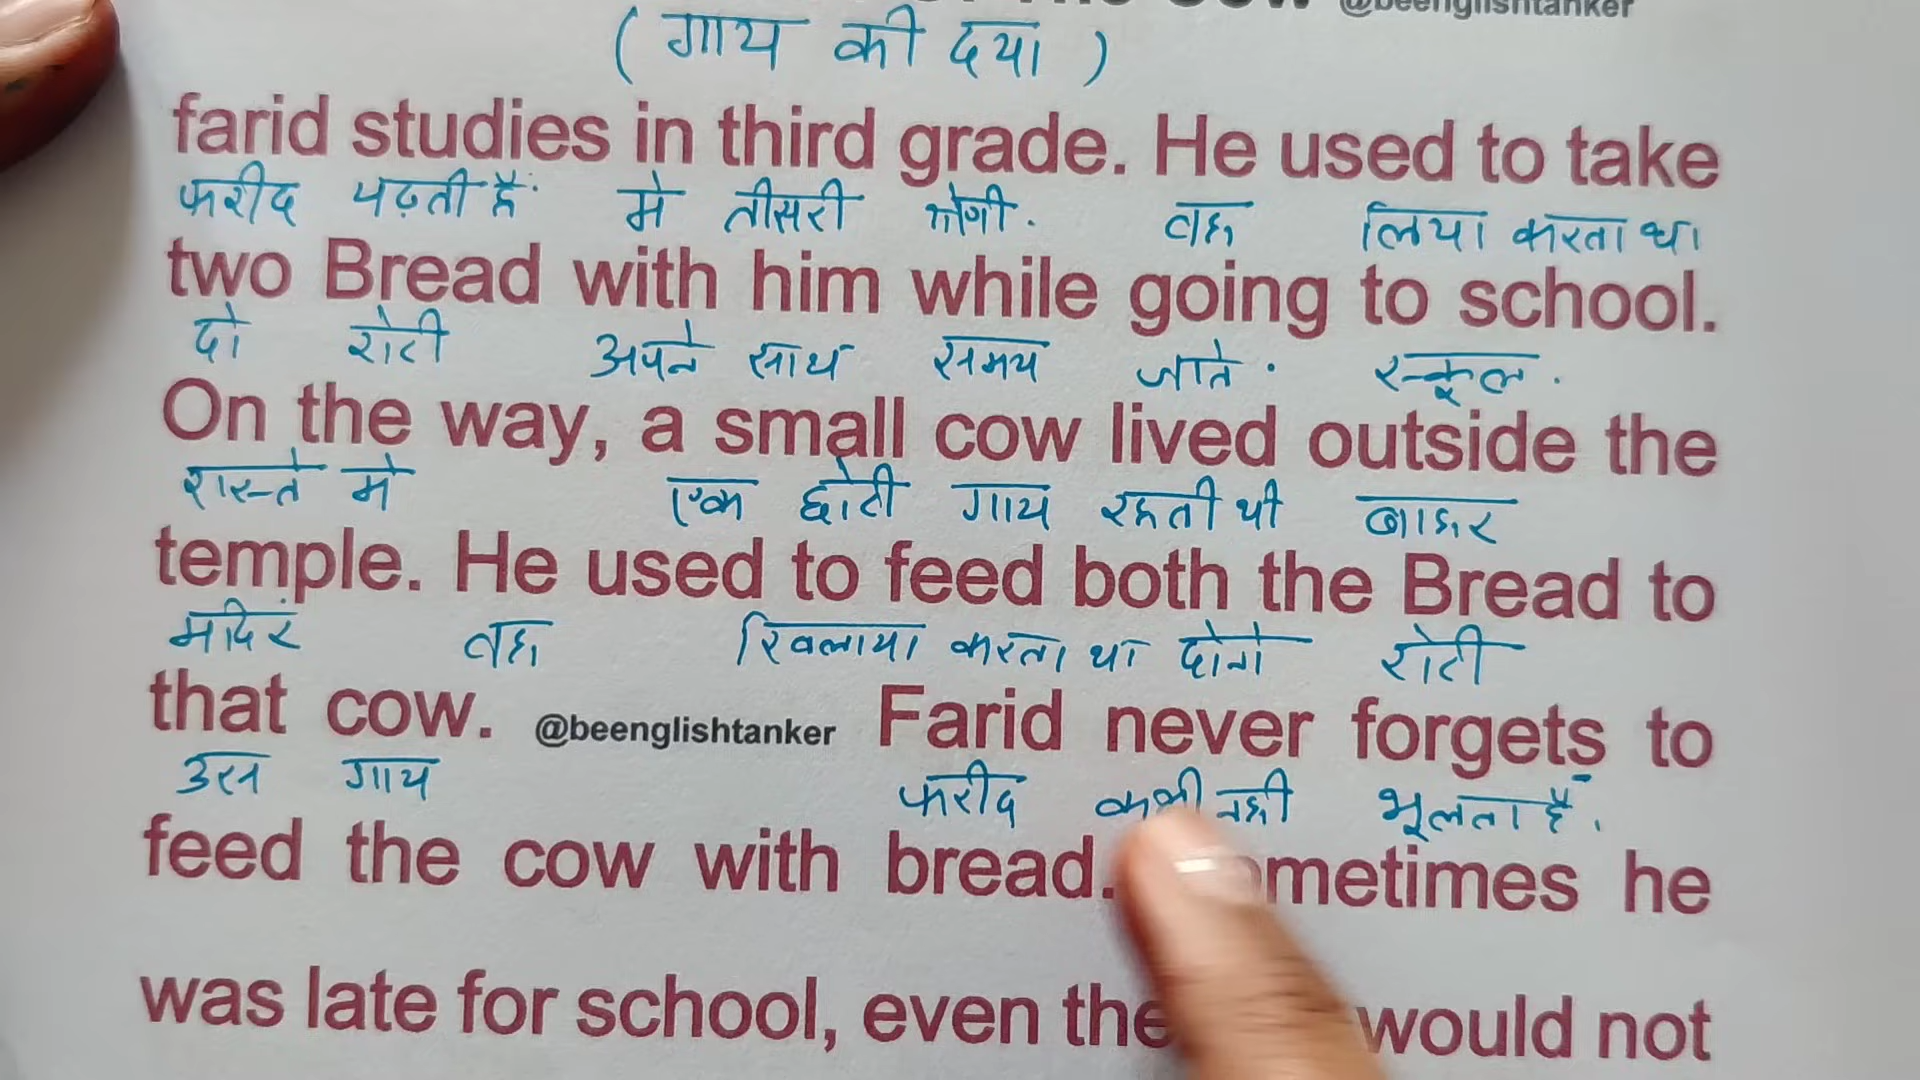 Cow @beenglishtanker
( गाय की दया )
farid studies in third grade. He used to take
फरीद पढ़ती है में तीसरी श्रेणी. वह लिया करता था
two Bread with him while going to school.
दो रोटी अपने साथ समय जाते. स्कूल.
On the way, a small cow lived outside the
रास्ते मे एक छोटी गाय रहती थी बाहर
temple. He used to feed both the Bread to
मंदिर वह खिलाया करता था दोनो रोटी
that cow. @beenglishtanker Farid never forgets to
उस गाय फरीद कभी नही भूलता है.
feed the cow with bread. he
was late for school, even would not